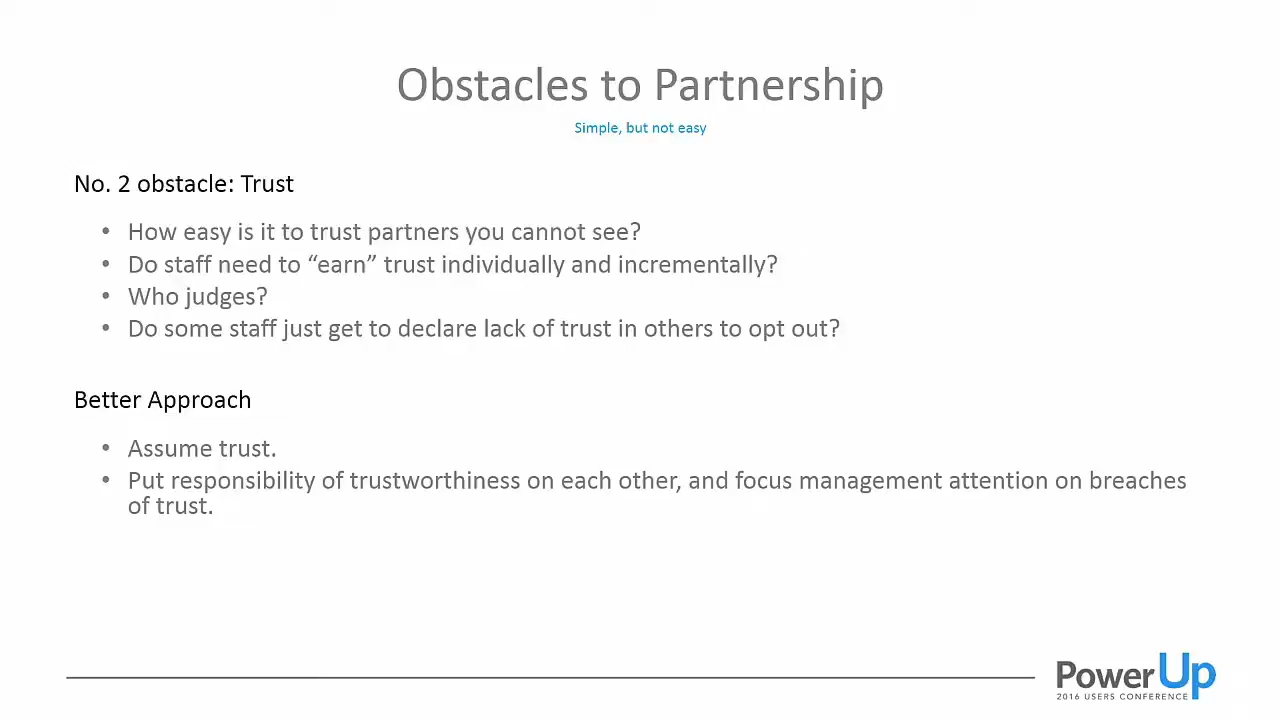 Obstacles to Partnership
Simple, but not easy
No. 2 obstacle: Trust
• How easy is it to trust partners you cannot see?
• Do staff need to “earn” trust individually and incrementally?
• Who judges?
• Do some staff just get to declare lack of trust in others to opt out?
Better Approach
• Assume trust.
• Put responsibility of trustworthiness on each other, and focus management attention on breaches
of trust.
PowerUp
2016 USERS CONFERENCE